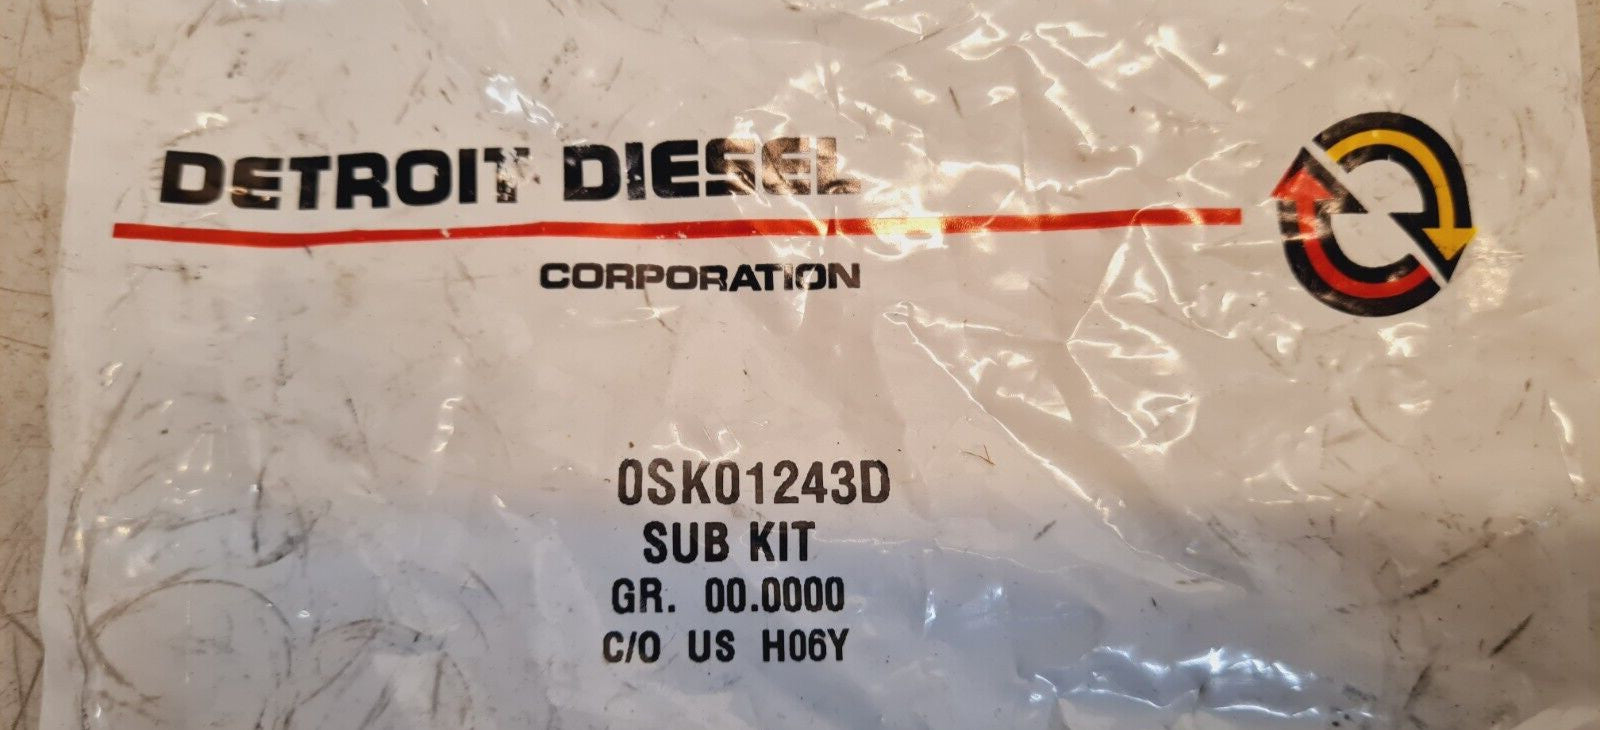 DETROIT DIESEL
CORPORATION
0SK01243D
SUB KIT
GR. 00.0000
C/O US H06Y